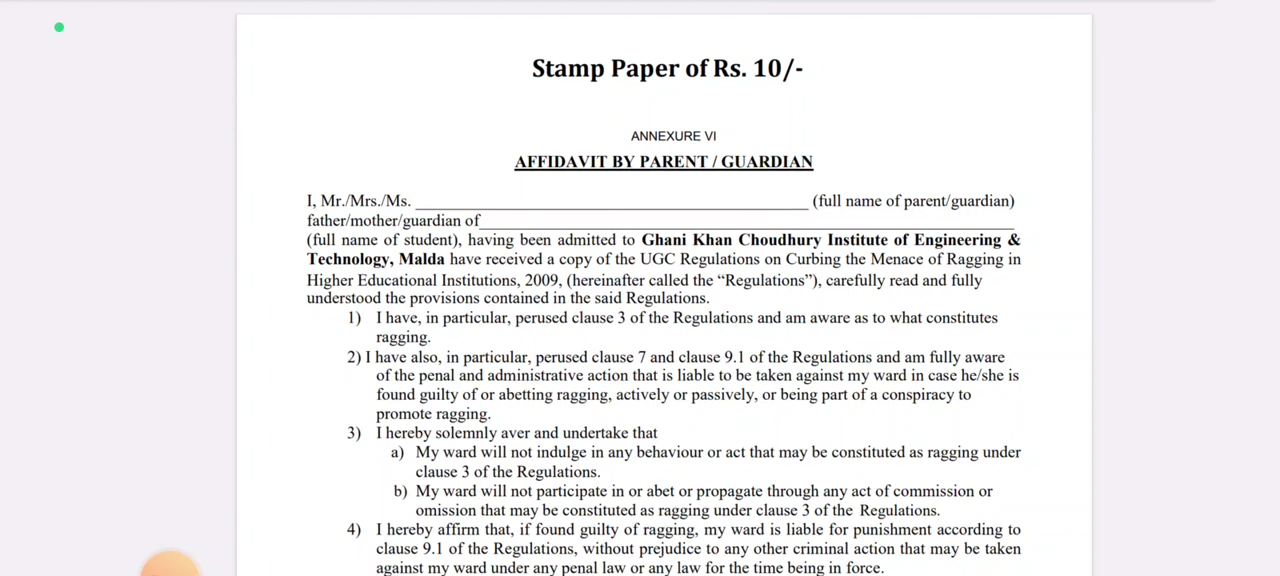 Stamp Paper of Rs. 10/-
ANNEXURE VI
AFFIDAVIT BY PARENT / GUARDIAN
I, Mr./Mrs./Ms. ______________________________________________ (full name of parent/guardian)
father/mother/guardian of_______________________________________________________________
(full name of student), having been admitted to Ghani Khan Choudhury Institute of Engineering &
Technology, Malda have received a copy of the UGC Regulations on Curbing the Menace of Ragging in
Higher Educational Institutions, 2009, (hereinafter called the “Regulations”), carefully read and fully
understood the provisions contained in the said Regulations.
1) I have, in particular, perused clause 3 of the Regulations and am aware as to what constitutes
ragging.
2) I have also, in particular, perused clause 7 and clause 9.1 of the Regulations and am fully aware
of the penal and administrative action that is liable to be taken against my ward in case he/she is
found guilty of or abetting ragging, actively or passively, or being part of a conspiracy to
promote ragging.
3) I hereby solemnly aver and undertake that
a) My ward will not indulge in any behaviour or act that may be constituted as ragging under
clause 3 of the Regulations.
b) My ward will not participate in or abet or propagate through any act of commission or
omission that may be constituted as ragging under clause 3 of the Regulations.
4) I hereby affirm that, if found guilty of ragging, my ward is liable for punishment according to
clause 9.1 of the Regulations, without prejudice to any other criminal action that may be taken
against my ward under any penal law or any law for the time being in force.